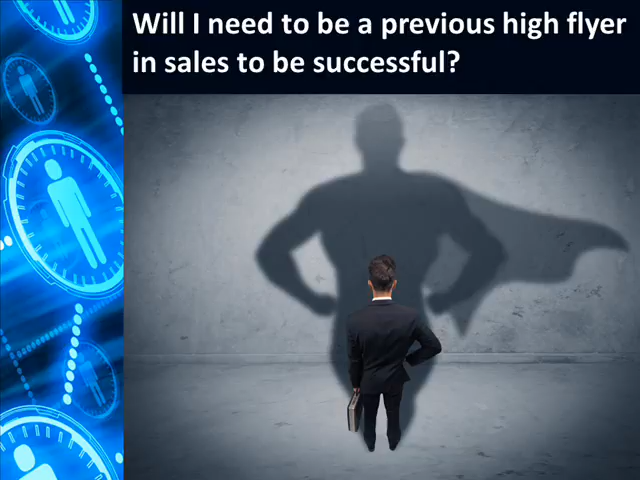 Will I need to be a previous high flyer
in sales to be successful?